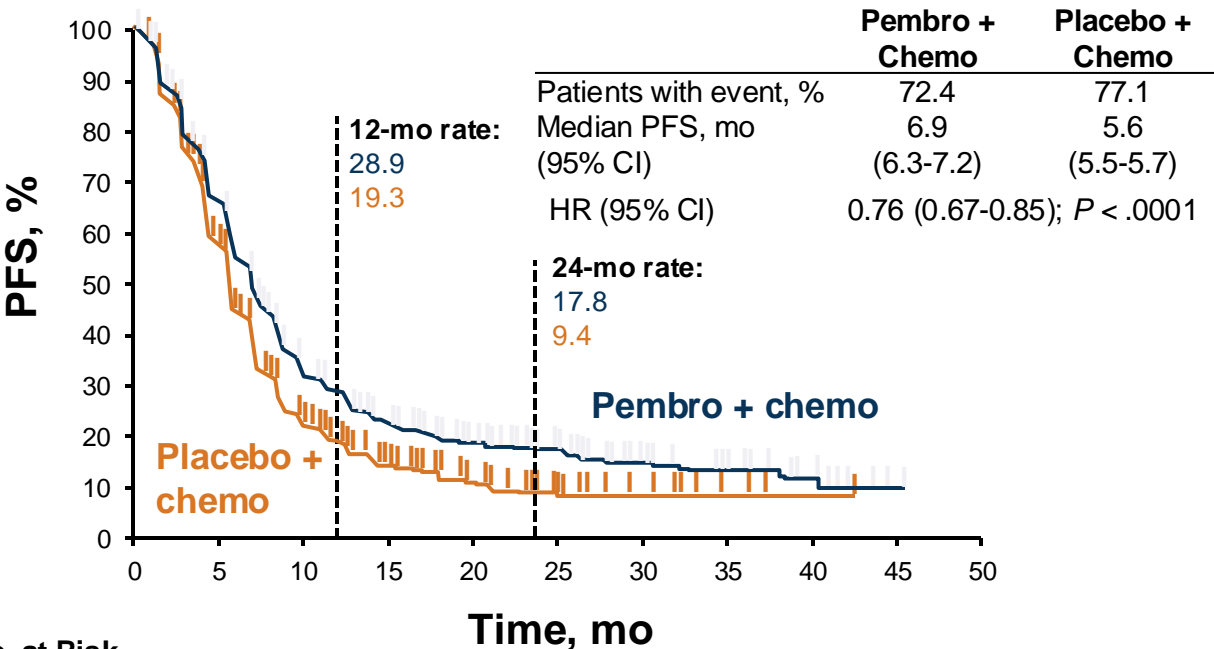 Pembro + Placebo +
Chemo Chemo
Patients with event, % 72.4 77.1
Median PFS, mo 6.9 5.6
(95% CI) (6.3-7.2) (5.5-5.7)
HR (95% CI) 0.76 (0.67-0.85); P < .0001
PFS, %
100
90
80
70
60
50
40
30
20
10
0
12-mo rate:
28.9
19.3
24-mo rate:
17.8
9.4
Pembro + chemo
Placebo +
chemo
0 5 10 15 20 25 30 35 40 45 50
Time, mo
at Risk